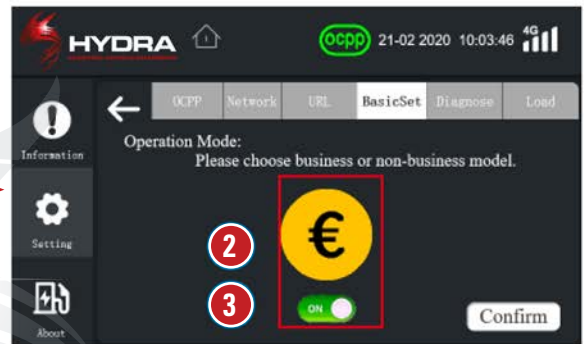 HYDRA
ocpp 21-02 2020 10:03:46 4G
OCPP Network URL BasicSet Diagnose Load
Information
Operation Mode:
Please choose business or non-business model.
€
2
Setting
3
ON
Confirm
About